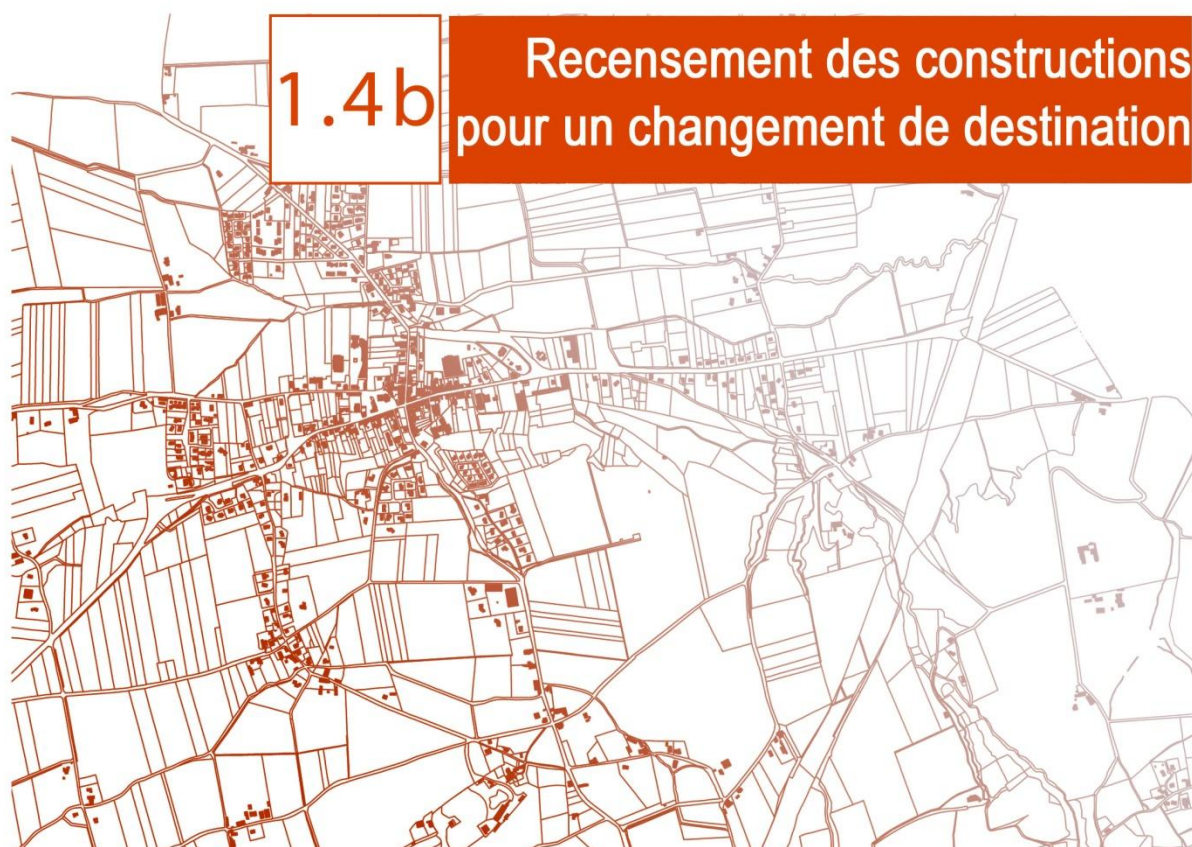 1.4b
Recensement des constructions
pour un changement de destination